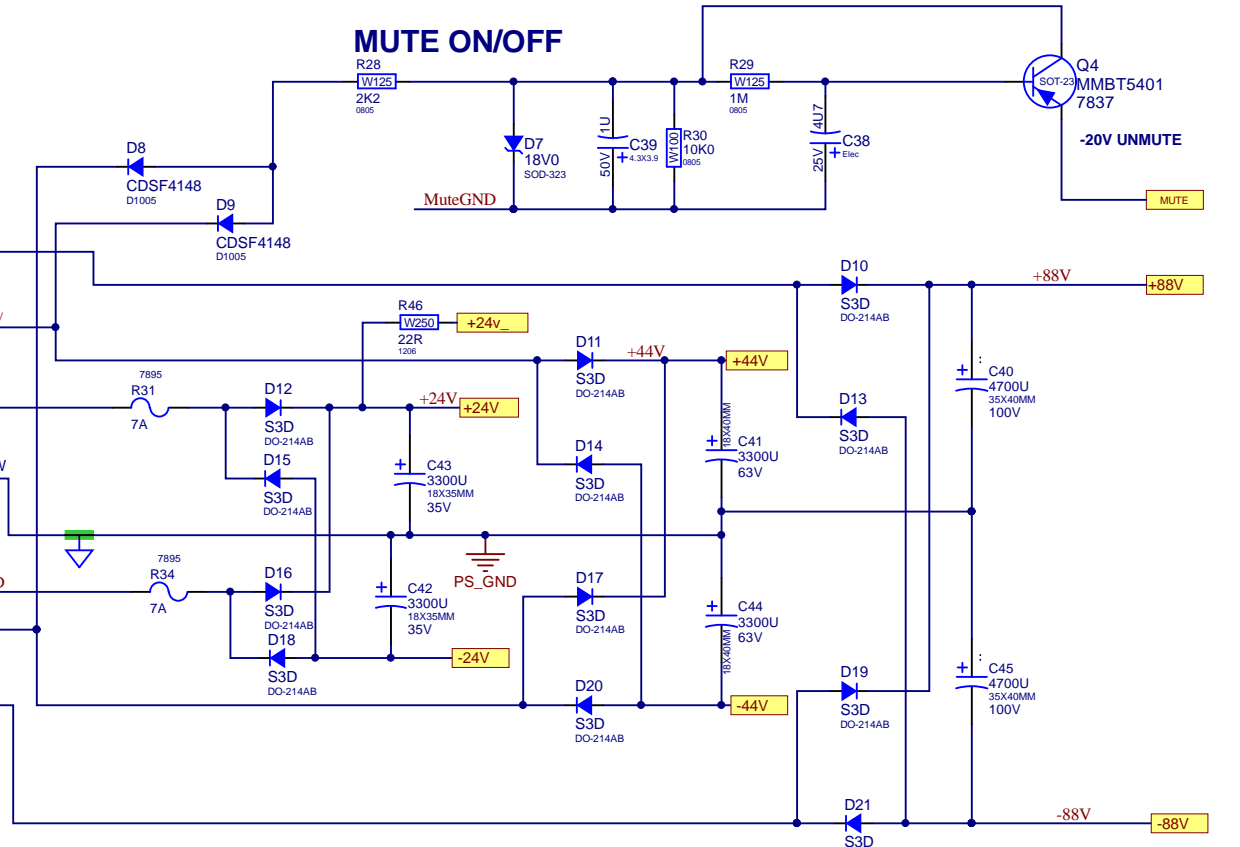 MUTE ON/OFF
R28
W125
2K2
0805
R29
W125
1M
0805
Q4
SOT-23
MMBT5401
7837
-20V UNMUTE
D7
18V0
SOD-323
1U
50V
C39
4.3X3.9
R30
W100
10K0
0805
4U7
25V
C38
Elec
D8
CDSF4148
D1005
D9
CDSF4148
D1005
MuteGND
MUTE
D10
S3D
DO-214AB
+88V
+88V
R46
W250
22R
1206
+24v_
D11
S3D
DO-214AB
+44V
+44V
7895
R31
7A
D12
S3D
DO-214AB
+24V
+24V
C40
4700U
35X40MM
100V
D13
S3D
DO-214AB
D15
S3D
DO-214AB
C43
3300U
18X35MM
35V
D14
S3D
DO-214AB
18X40MM
C41
3300U
63V
PS_GND
7895
R34
7A
D16
S3D
DO-214AB
C42
3300U
18X35MM
35V
D17
S3D
DO-214AB
C44
3300U
63V
18X40MM
D18
S3D
DO-214AB
-24V
D20
S3D
DO-214AB
-44V
D19
S3D
DO-214AB
C45
4700U
35X40MM
100V
D21
S3D
-88V
-88V